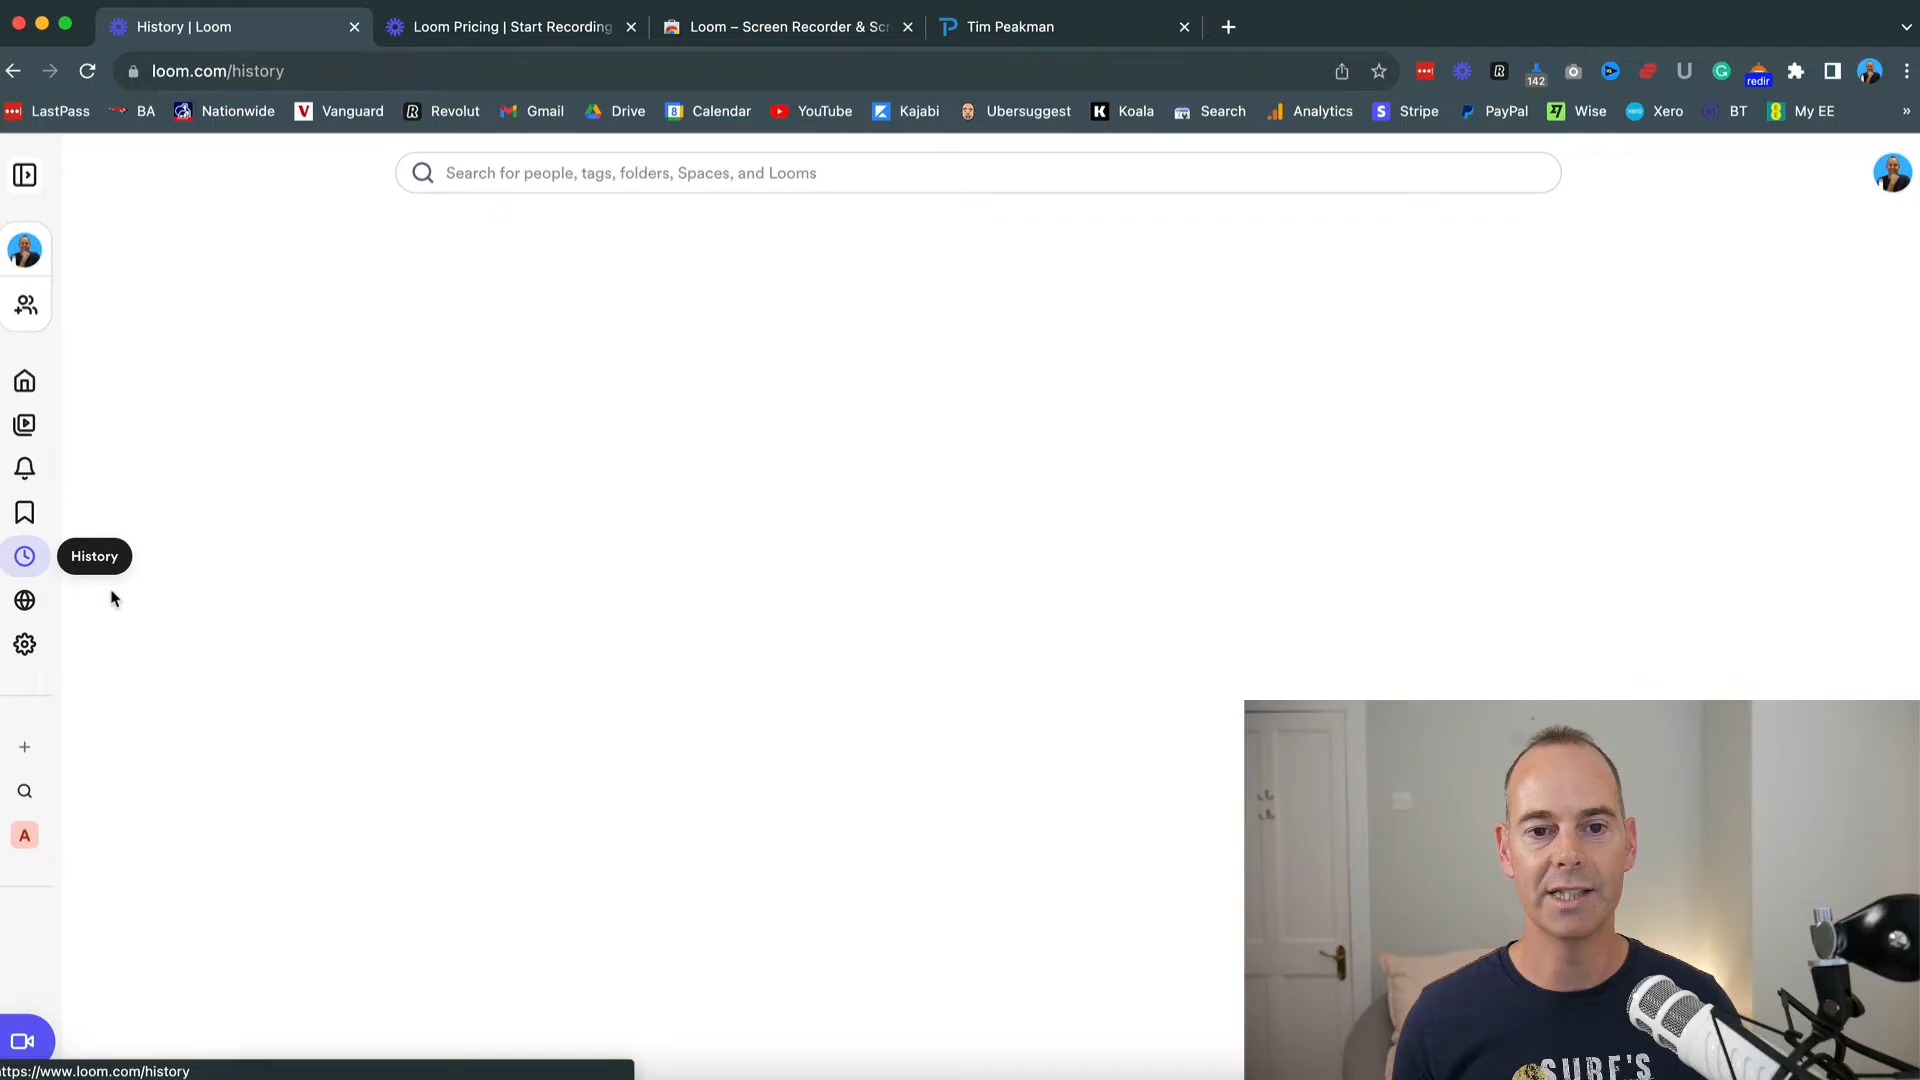 History | Loom
Loom Pricing | Start Recording
Loom – Screen Recorder & Scr
Tim Peakman
loom.com/history
142
redir
LastPass
BA
Nationwide
Vanguard
Revolut
Gmail
Drive
Calendar
YouTube
Kajabi
Ubersuggest
Koala
Search
Analytics
Stripe
PayPal
Wise
Xero
BT
My EE
»
Search for people, tags, folders, Spaces, and Looms
History
A
SURF'S
ttps://www.loom.com/history